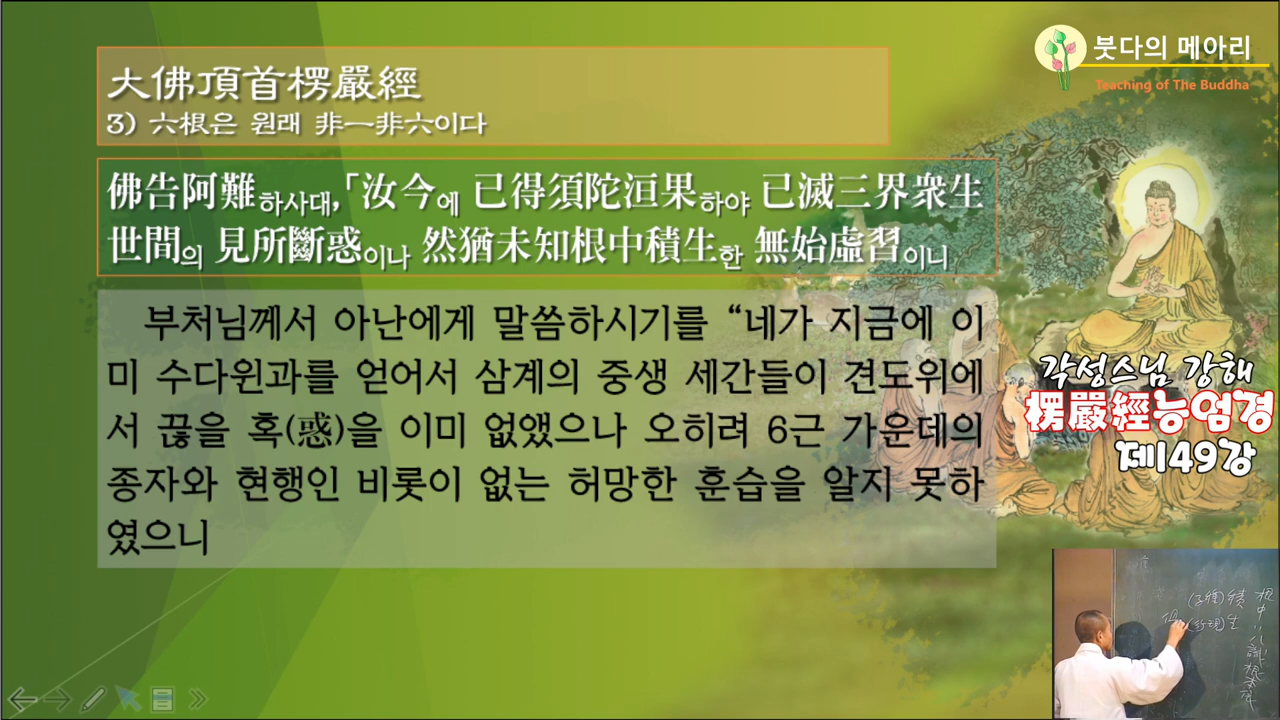 大佛頂首楞嚴經
3) 六根은 원래 非一非六이다
佛告阿難하사대,「汝今에 已得須陀洹果하야 已滅三界衆生
世間의 見所斷惑이나 然猶未知根中積生한 無始虛習이니
부처님께서 아난에게 말씀하시기를 “네가 지금에 이
미 수다원과를 얻어서 삼계의 중생 세간들이 견도위에
서 끊을 혹(惑)을 이미 없앴으나 오히려 6근 가운데의
종자와 현행인 비롯이 없는 허망한 훈습을 알지 못하
였으니
붓다의 메아리
Teaching of The Buddha
각성스님 강해
楞嚴經능엄경
제149강
根中
積
生